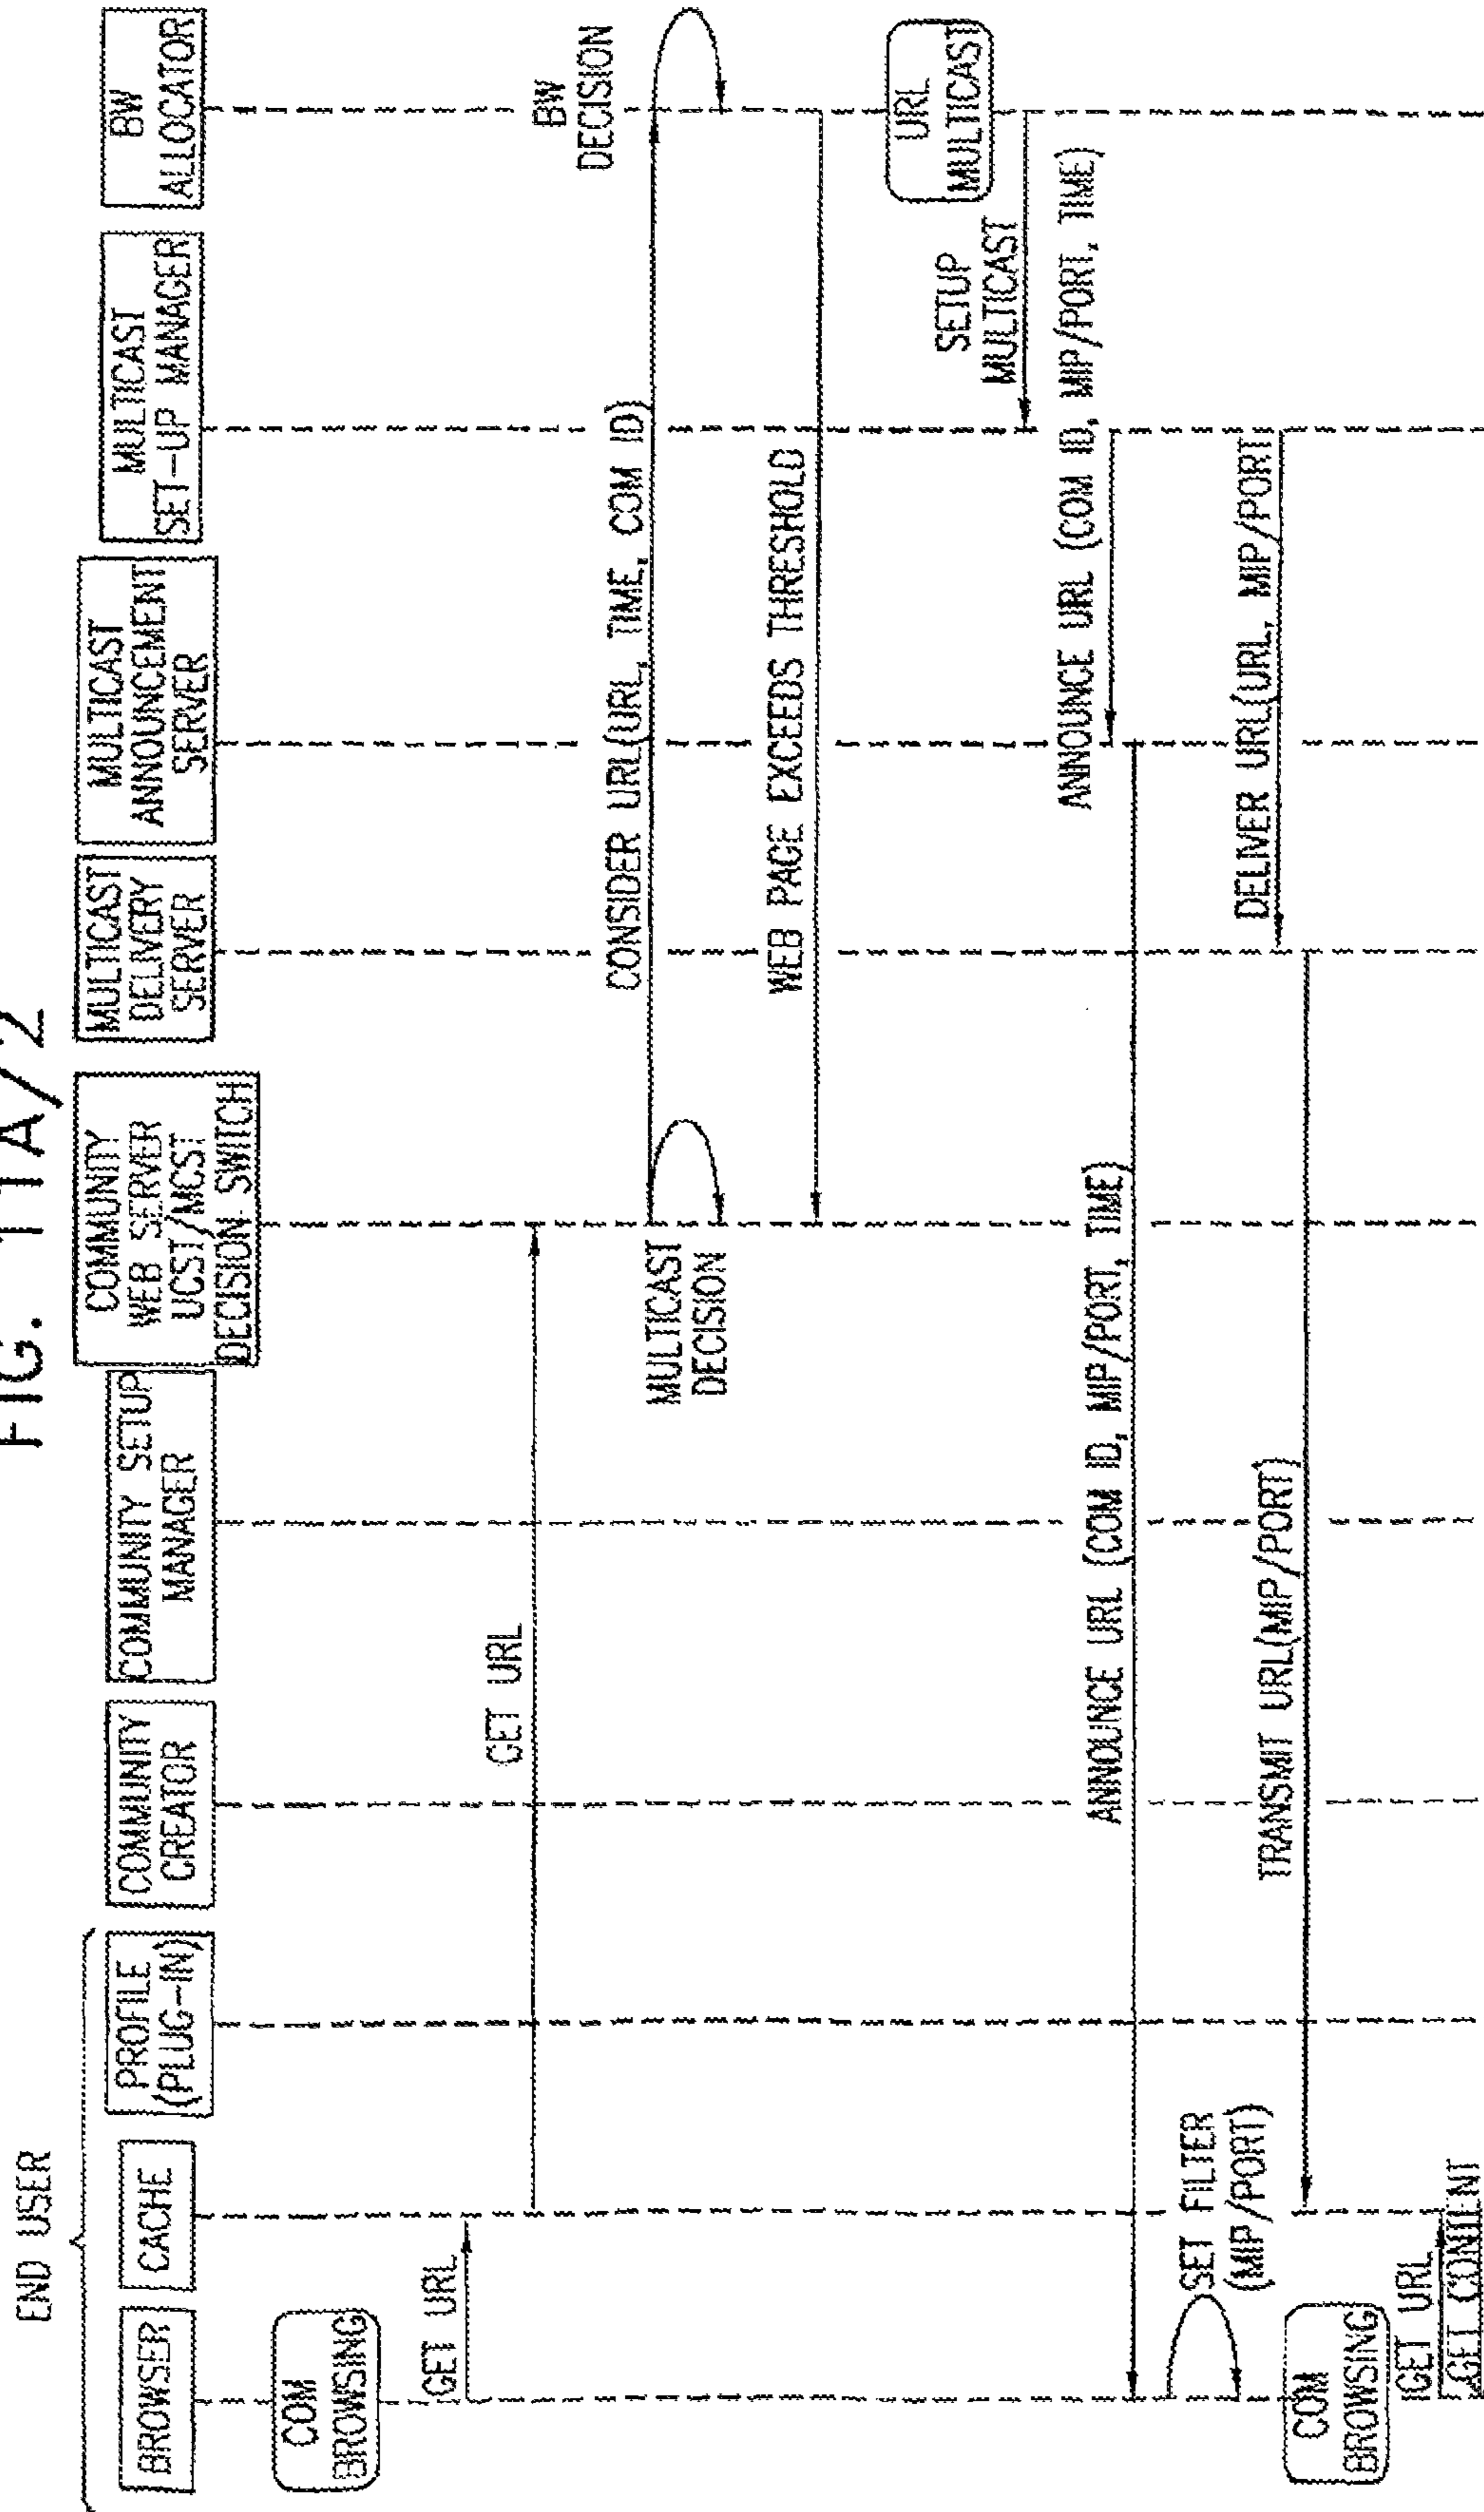 FIG. 11A/2
END USER
BROWSER
CACHE
PROFILE
(PLUG-IN)
COMMUNITY
CREATOR
COMMUNITY SETUP
MANAGER
COMMUNITY
WEB SERVER
UCST/MCST
DECISION SWITCH
MULTICAST
DELIVERY
SERVER
MULTICAST
ANNOUNCEMENT
SERVER
MULTICAST
SET-UP MANAGER
BW
ALLOCATOR
COM
BROWSING
GET URL
GET URL
MULTICAST
DECISION
CONSIDER URL(URL, TIME, COM ID)
BW
DECISION
WEB PAGE EXCEEDS THRESHOLD
URL
MULTICAST
SETUP
MULTICAST
ANNOUNCE URL (COM ID, MIP/PORT, TIME)
ANNOUNCE URL (COM ID, MIP/PORT, TIME)
SET FILTER
(MIP/PORT)
DELIVER URL(URL, MIP/PORT
TRANSMIT URL(MIP/PORT)
COM
BROWSING
GET URL
GET CONTENT